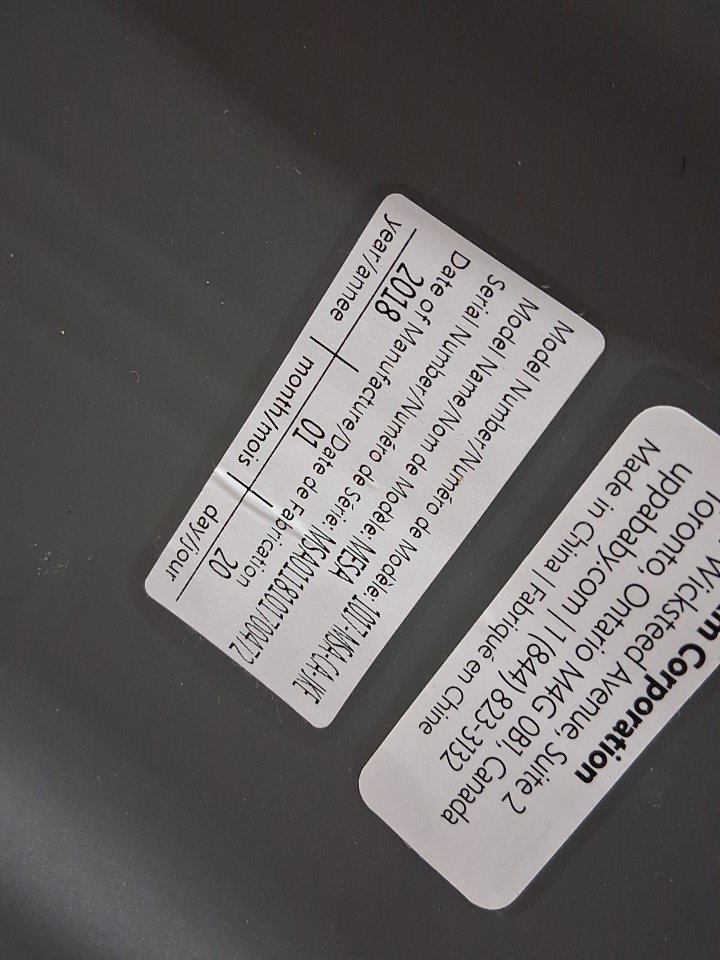 Model Number/Numéro de Modèle: 1017-MSA-CA-JKE
Model Name/Nom de Modèle: MESA
Serial Number/Numéro de Série: MSA0118101700472
Date of Manufacture/Date de Fabrication
2018 01 20
year/annee month/mois day/jour
Corporation
Wicksteed Avenue, Suite 2
Toronto, Ontario M4G 0B1, Canada
uppababy.com | 1 (844) 823-3132
Made in China | Fabriqué en Chine